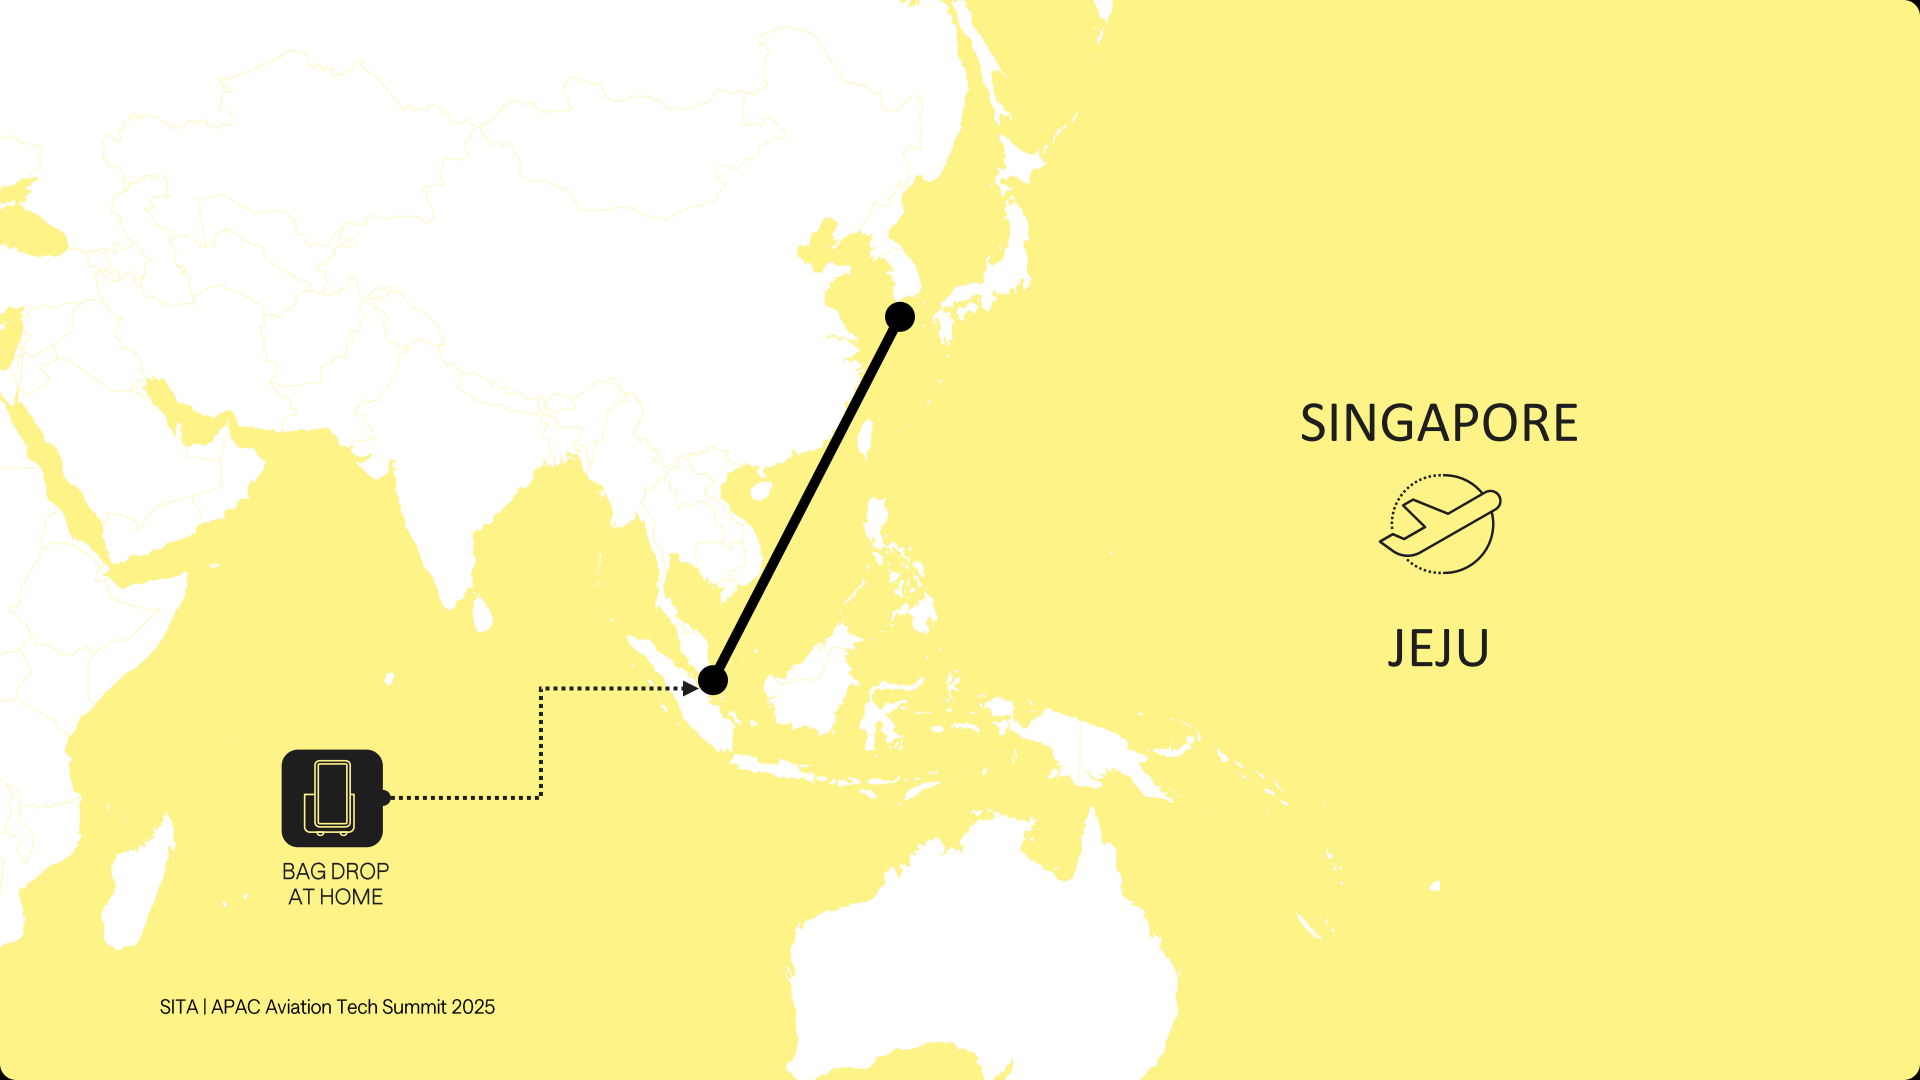 SINGAPORE
JEJU
BAG DROP
AT HOME
SITA | APAC Aviation Tech Summit 2025